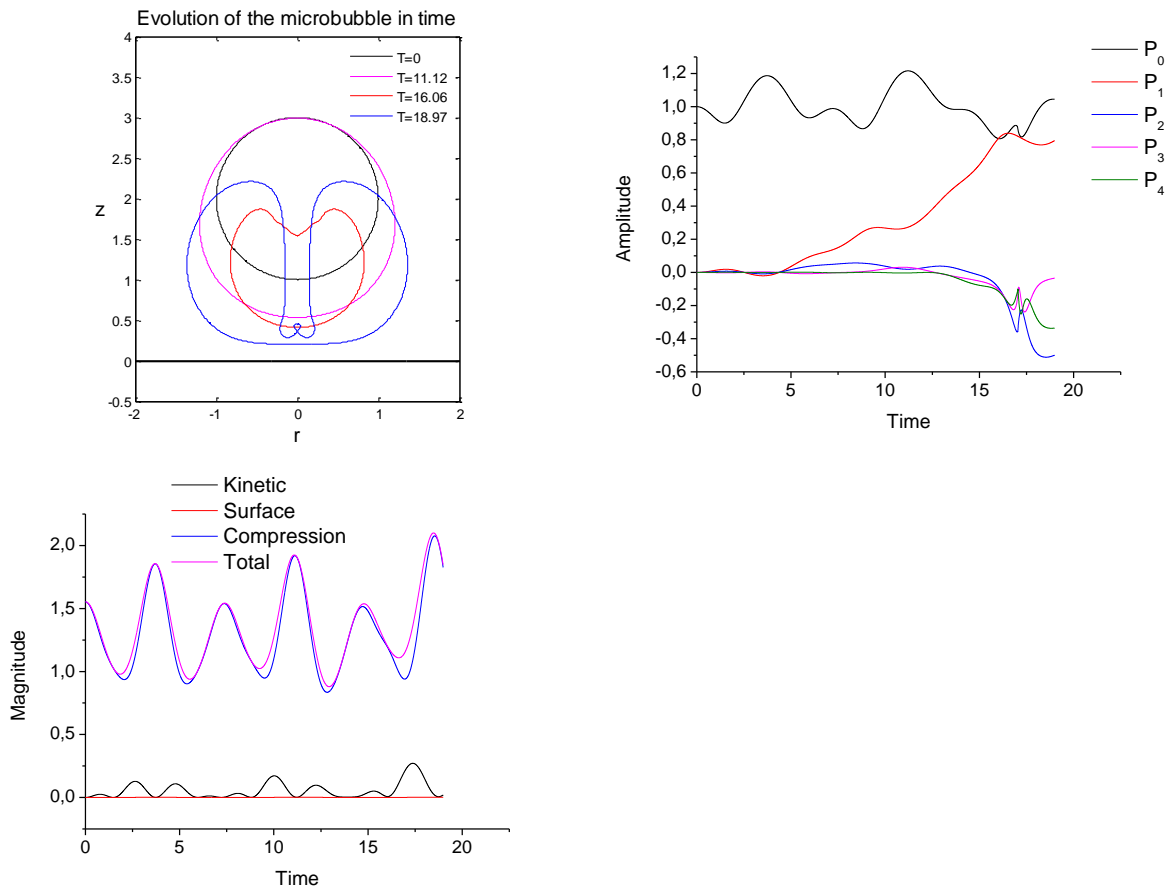 Evolution of the microbubble in time
4
3.5
3
2.5
2
1.5
1
0.5
0
-0.5
z
-2
-1
0
1
2
r
T=0
T=11.12
T=16.06
T=18.97
1,2
1,0
0,8
0,6
0,4
0,2
0,0
-0,2
-0,4
-0,6
Amplitude
0
5
10
15
20
Time
P0
P1
P2
P3
P4
Kinetic
Surface
Compression
Total
2,0
1,5
1,0
0,5
0,0
Magnitude
0
5
10
15
20
Time